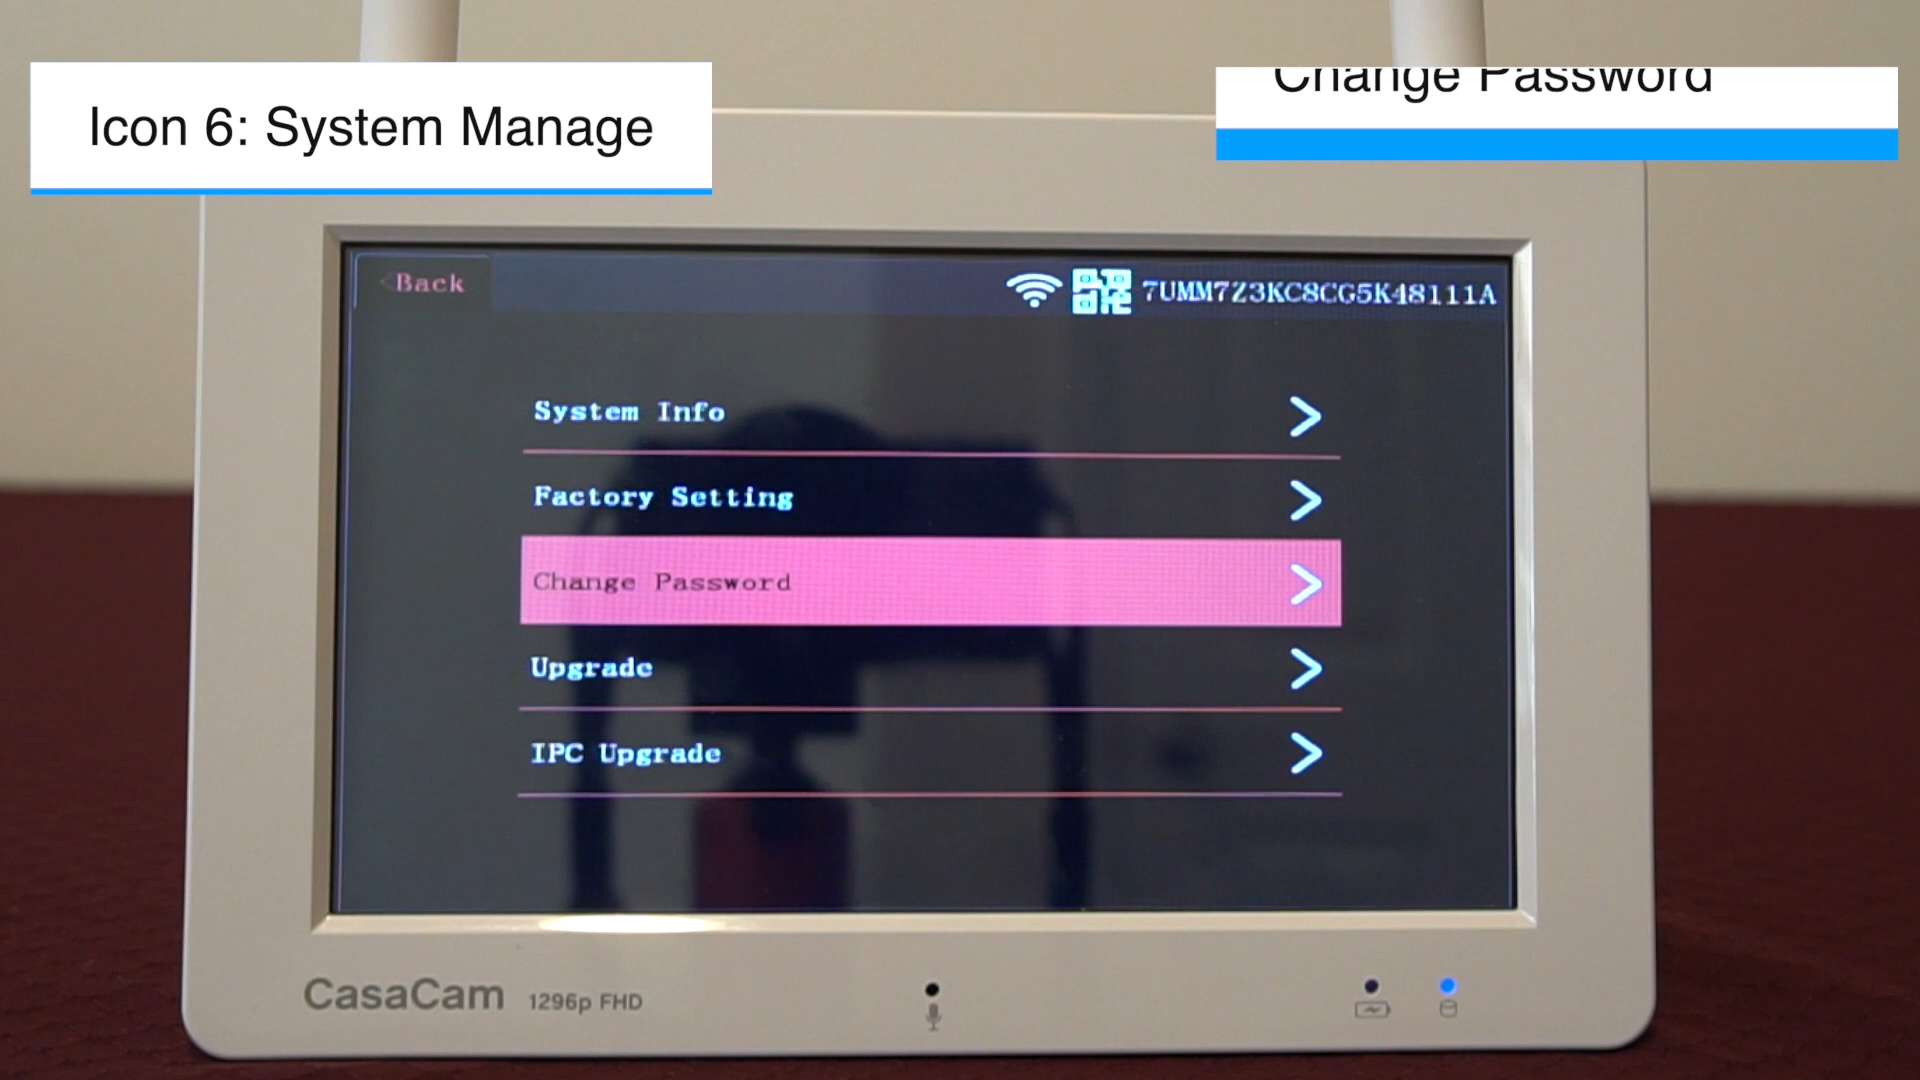 Icon 6: System Manage
Change Password
<Back
7UMM7Z3KC8CG5K48111A
System Info
Factory Setting
Change Password
Upgrade
IPC Upgrade
CasaCam 1296p FHD